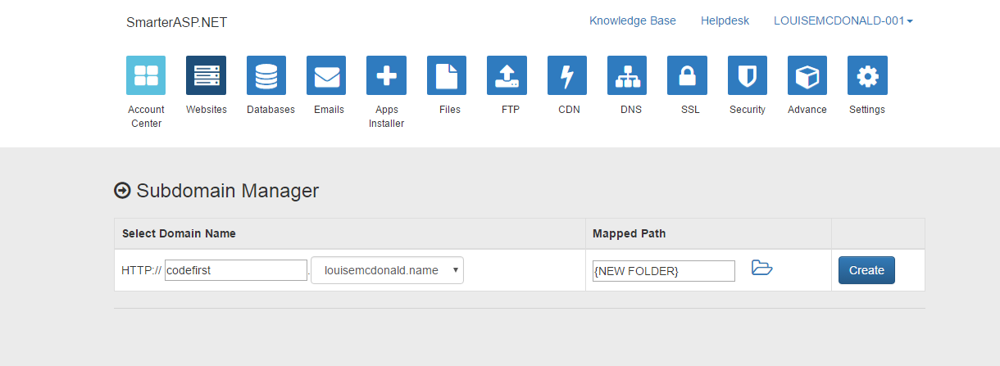 SmarterASP.NET
Knowledge Base Helpdesk LOUISEMCDONALD-001
Account Center
Websites
Databases
Emails
Apps Installer
Files
FTP
CDN
DNS
SSL
Security
Advance
Settings
Subdomain Manager
Select Domain Name Mapped Path
HTTP:// codefirst . louisemcdonald.name {NEW FOLDER} Create